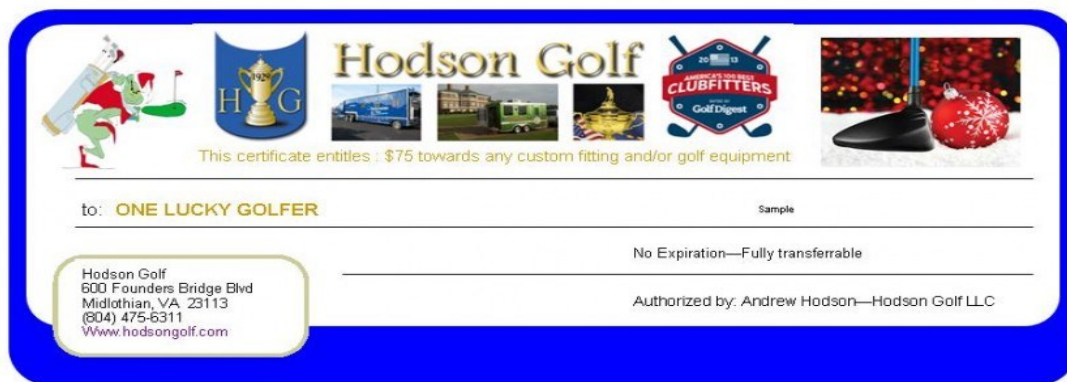 Hodson Golf
1929
H G
20 13
AMERICA'S 100 BEST
CLUBFITTERS
Golf Digest
This certificate entitles : $75 towards any custom fitting and/or golf equipment
to: ONE LUCKY GOLFER
Sample
No Expiration—Fully transferrable
Hodson Golf
600 Founders Bridge Blvd
Midlothian, VA 23113
(804) 475-6311
Www.hodsongolf.com
Authorized by: Andrew Hodson—Hodson Golf LLC